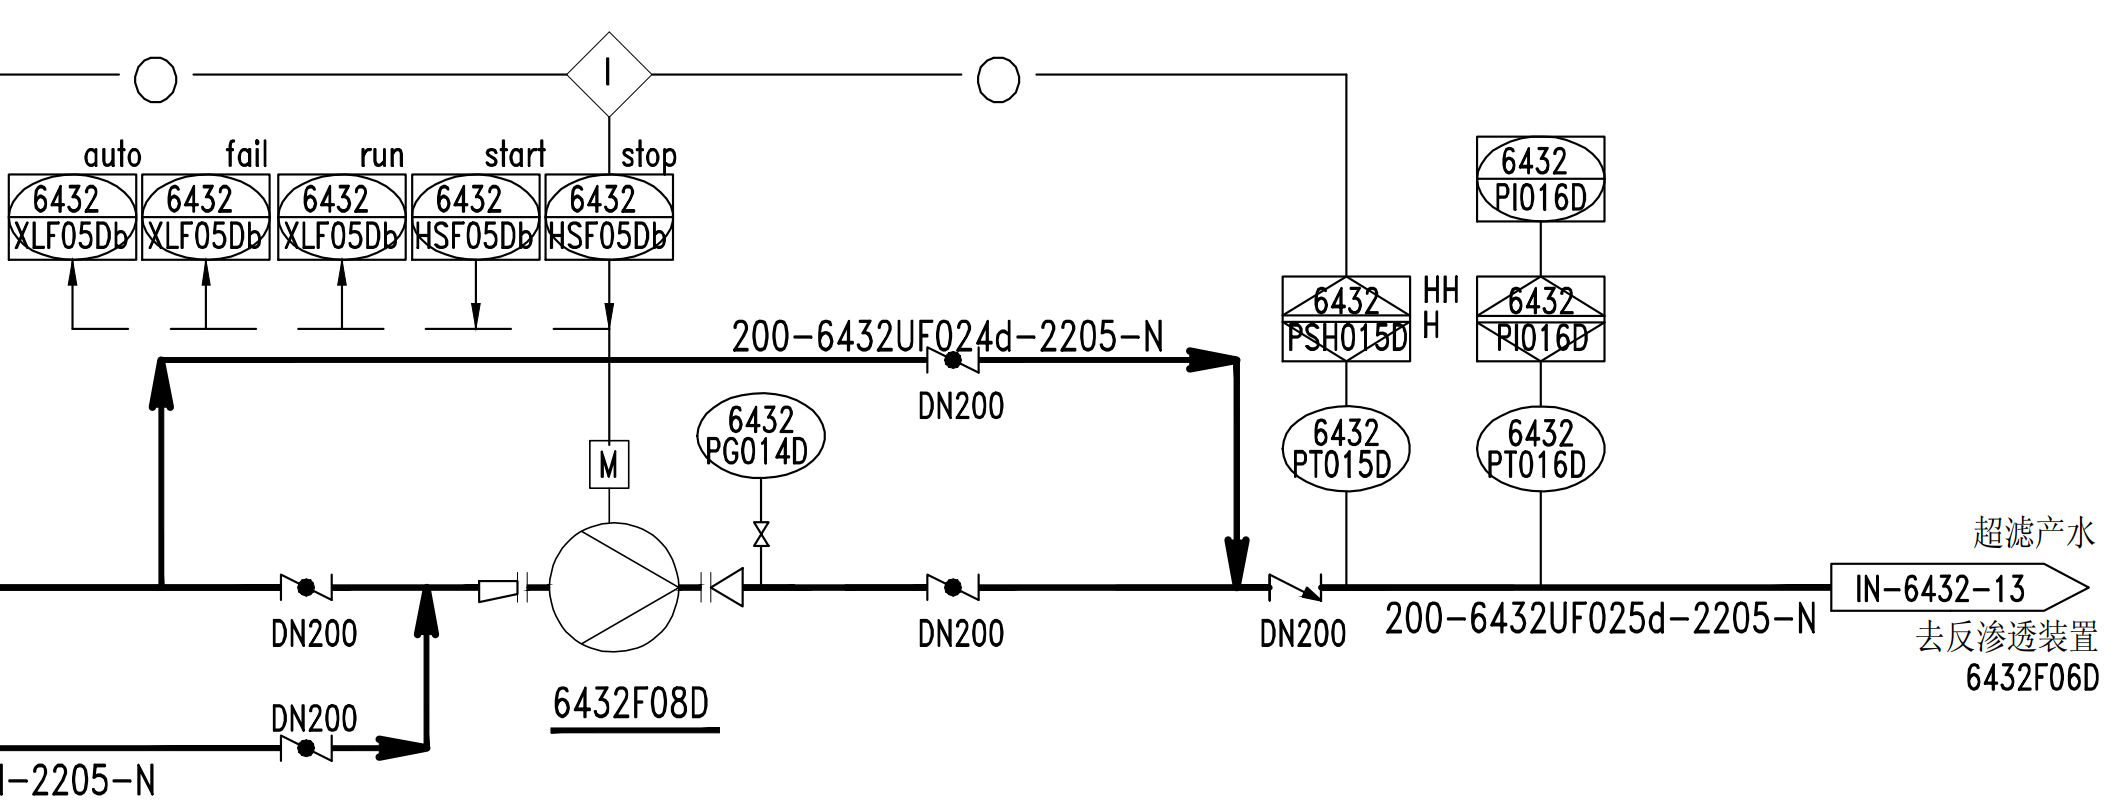 I
auto
fail
run
start
stop
6432
XLF05Db
6432
XLF05Db
6432
XLF05Db
6432
HSF05Db
6432
HSF05Db
6432
PI016D
6432
PSH015D
HH
H
6432
PI016D
200-6432UF024d-2205-N
DN200
6432
PG014D
6432
PT015D
6432
PT016D
M
超滤产水
IN-6432-13
去反渗透装置
6432F06D
DN200
DN200
DN200
200-6432UF025d-2205-N
6432F08D
DN200
-2205-N